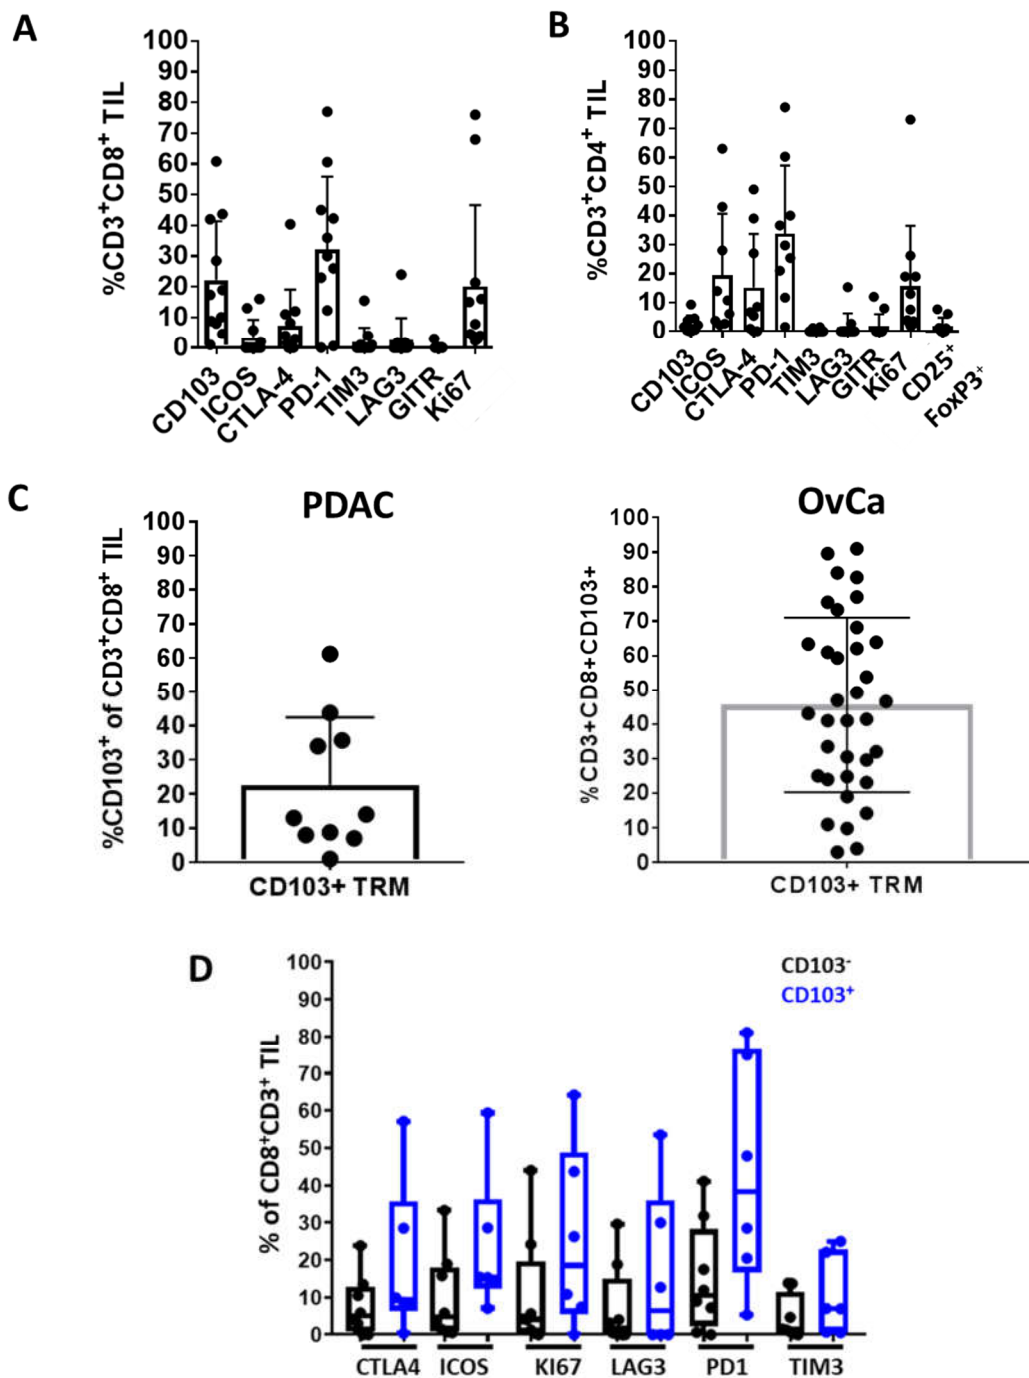 A
%CD3+CD8+ TIL
100
90
80
70
60
50
40
30
20
10
0
CD103
ICOS
CTLA-4
PD-1
TIM3
LAG3
GITR
Ki67
B
%CD3+CD4+ TIL
100
90
80
70
60
50
40
30
20
10
0
CD103
ICOS
CTLA-4
PD-1
TIM3
LAG3
GITR
Ki67
CD25+
FoxP3+
C
PDAC
%CD103+ of CD3+CD8+ TIL
100
90
80
70
60
50
40
30
20
10
0
CD103+ TRM
OvCa
%CD3+CD8+CD103+
100
90
80
70
60
50
40
30
20
10
0
CD103+ TRM
D
% of CD8+CD3+ TIL
100
90
80
70
60
50
40
30
20
10
0
CD103-
CD103+
CTLA4
ICOS
KI67
LAG3
PD1
TIM3